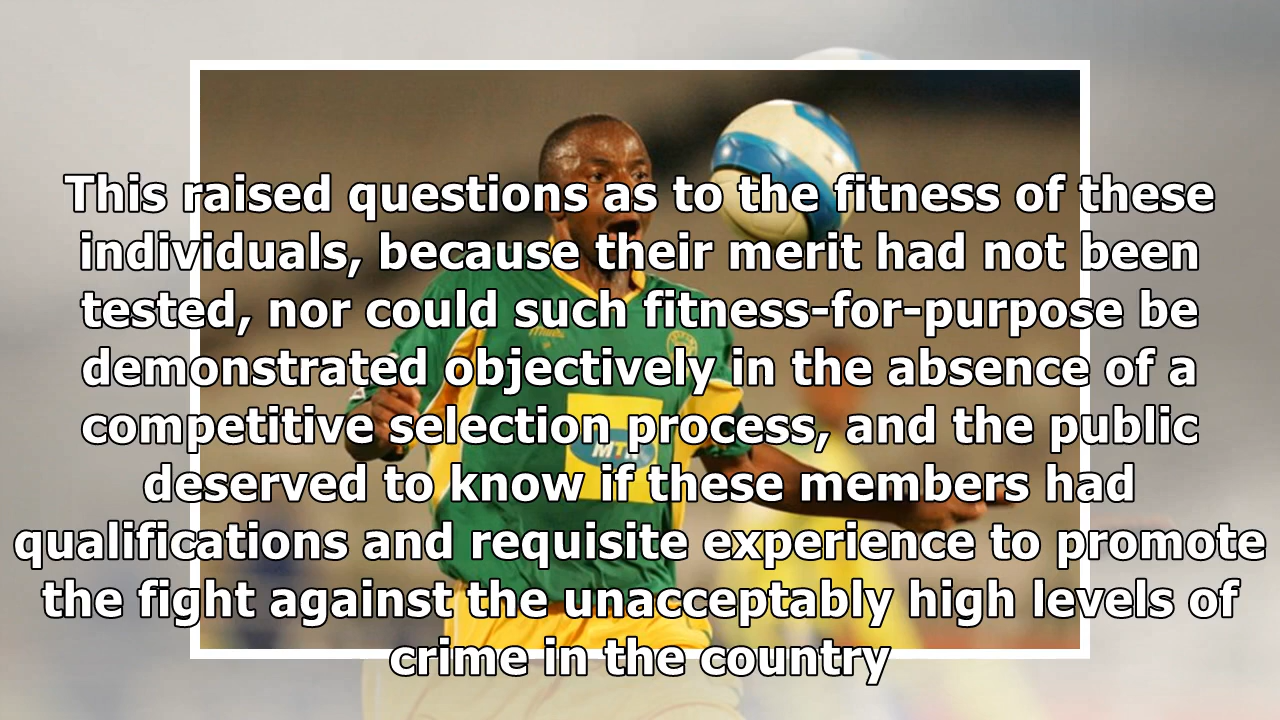 This raised questions as to the fitness of these
individuals, because their merit had not been
tested, nor could such fitness-for-purpose be
demonstrated objectively in the absence of a
competitive selection process, and the public
deserved to know if these members had
qualifications and requisite experience to promote
the fight against the unacceptably high levels of
crime in the country
MTN